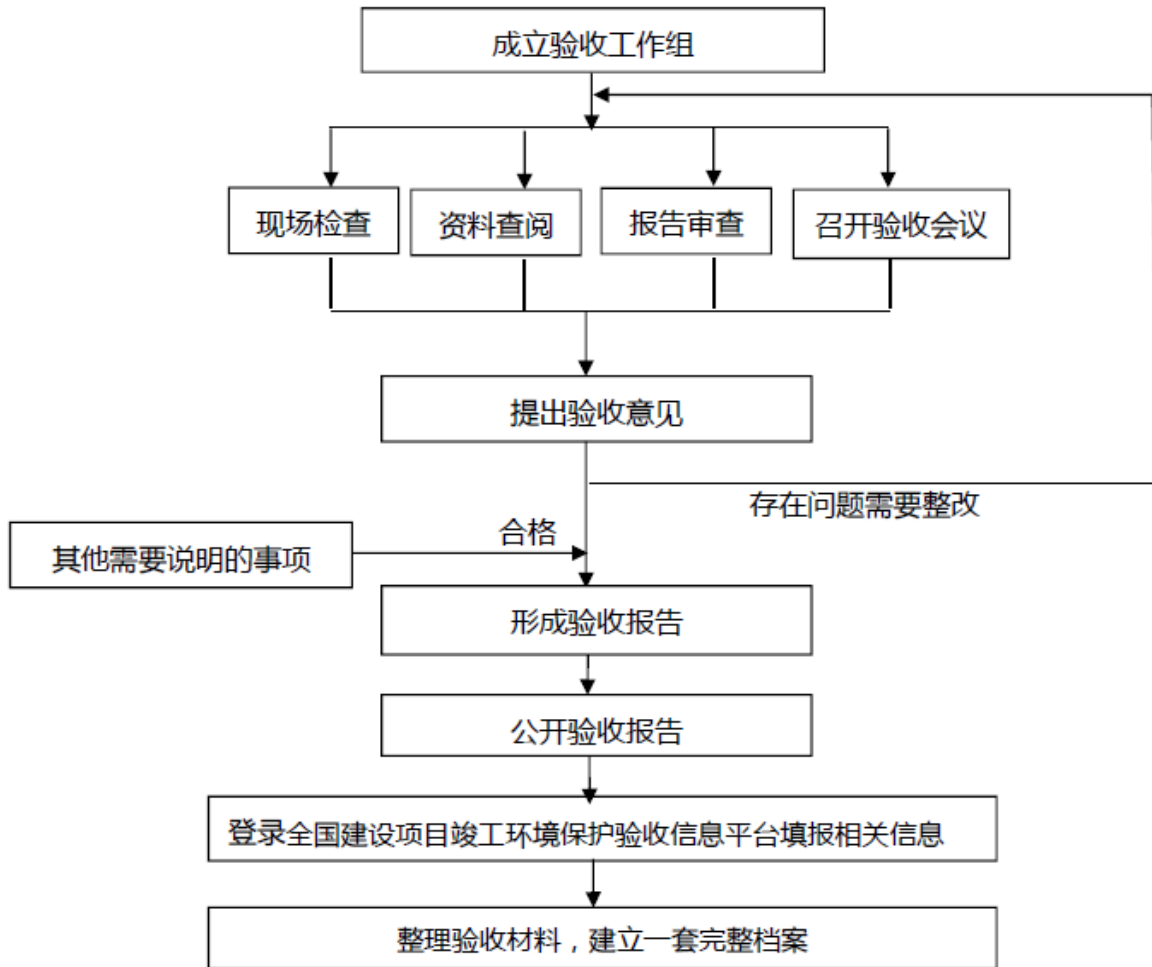 成立验收工作组
现场检查
资料查阅
报告审查
召开验收会议
提出验收意见
存在问题需要整改
合格
其他需要说明的事项
形成验收报告
公开验收报告
登录全国建设项目竣工环境保护验收信息平台填报相关信息
整理验收材料，建立一套完整档案